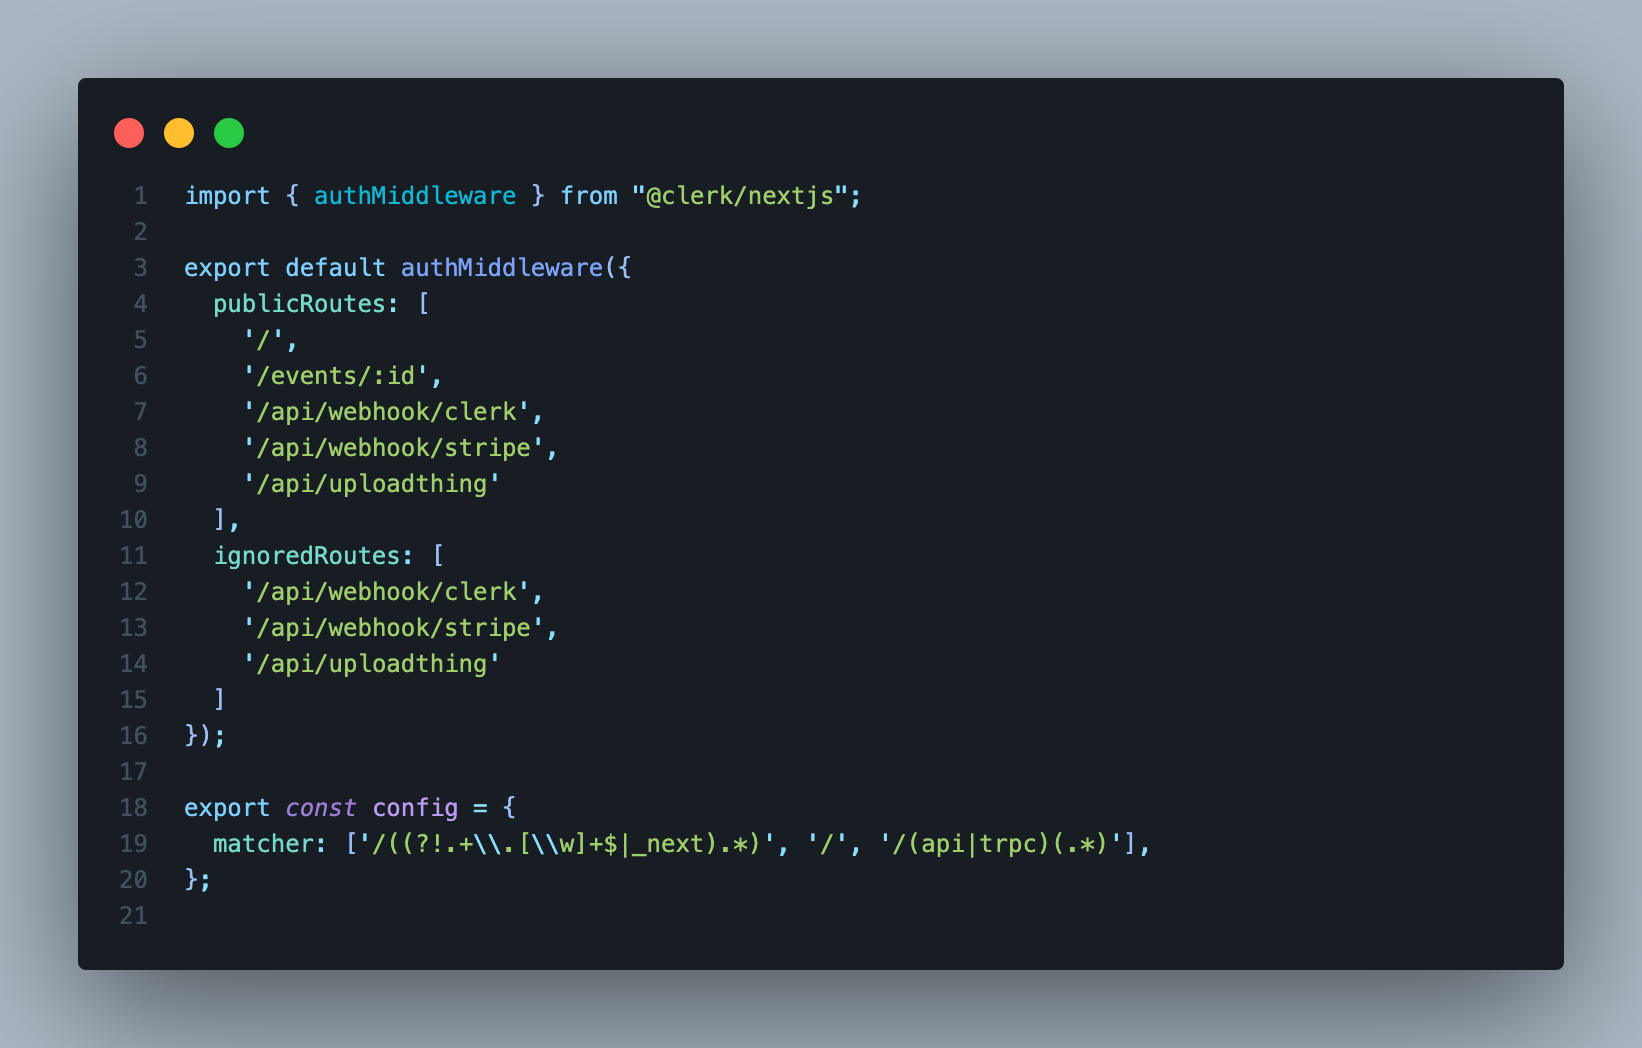 1 import { authMiddleware } from "@clerk/nextjs";
2
3 export default authMiddleware({
4   publicRoutes: [
5     '/',
6     '/events/:id',
7     '/api/webhook/clerk',
8     '/api/webhook/stripe',
9     '/api/uploadthing'
10   ],
11   ignoredRoutes: [
12     '/api/webhook/clerk',
13     '/api/webhook/stripe',
14     '/api/uploadthing'
15   ]
16 });
17
18 export const config = {
19   matcher: ['/((?!.+\\.[\\w]+$|_next).*)', '/', '/(api|trpc)(.*)'],
20 };
21